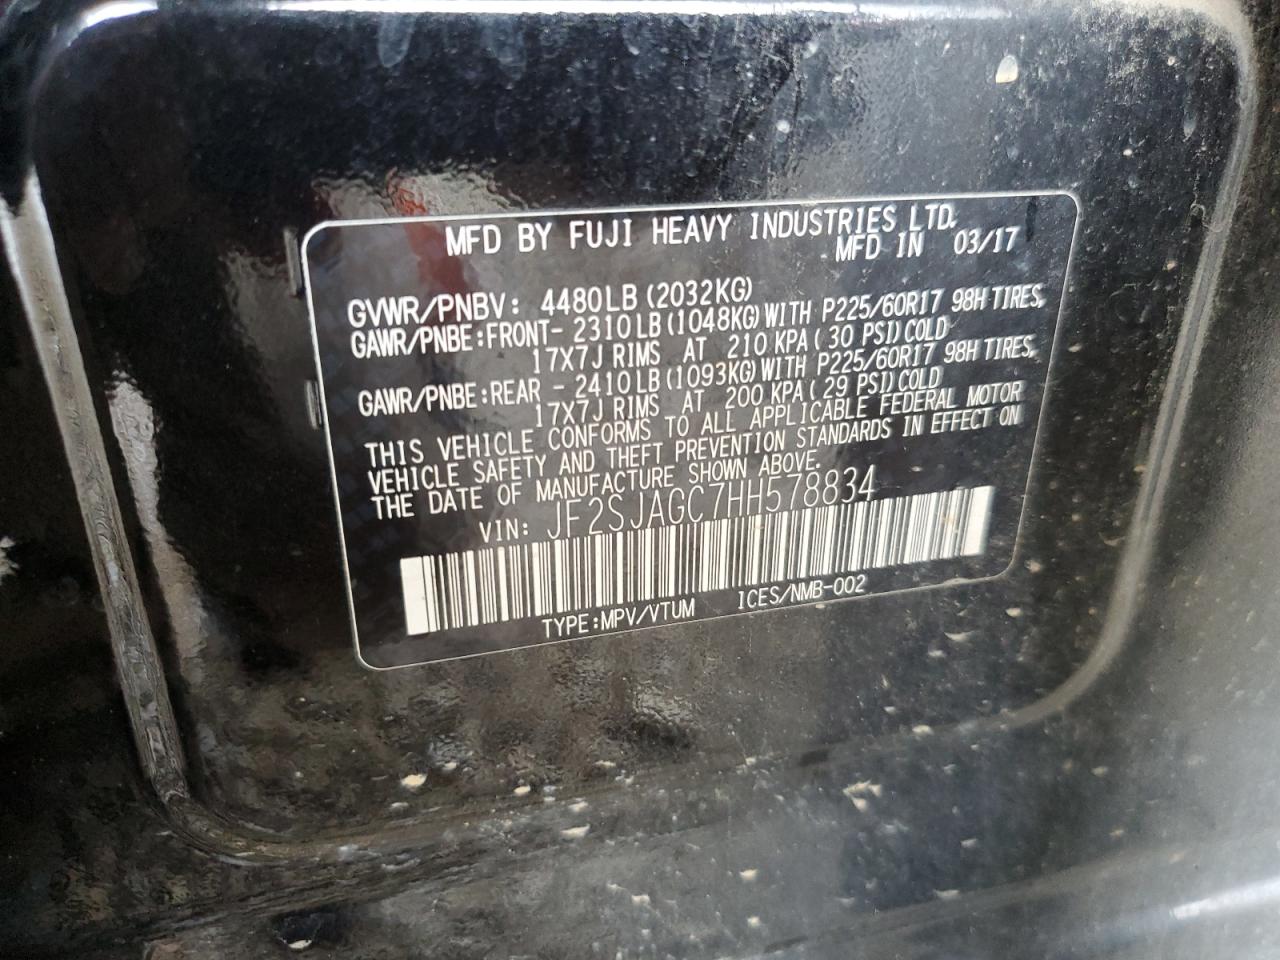 MFD BY FUJI HEAVY INDUSTRIES LTD.
MFD IN 03/17
GVWR/PNBV: 4480LB (2032KG)
GAWR/PNBE:FRONT- 2310LB(1048KG)WITH P225/60R17 98H TIRES,
17X7J RIMS AT 210 KPA( 30 PSI)COLD
GAWR/PNBE:REAR - 2410LB(1093KG)WITH P225/60R17 98H TIRES,
17X7J RIMS AT 200 KPA( 29 PSI)COLD
THIS VEHICLE CONFORMS TO ALL APPLICABLE FEDERAL MOTOR
VEHICLE SAFETY AND THEFT PREVENTION STANDARDS IN EFFECT ON
THE DATE OF MANUFACTURE SHOWN ABOVE.
VIN: JF2SJAGC7HH578834
TYPE:MPV/VTUM ICES/NMB-002